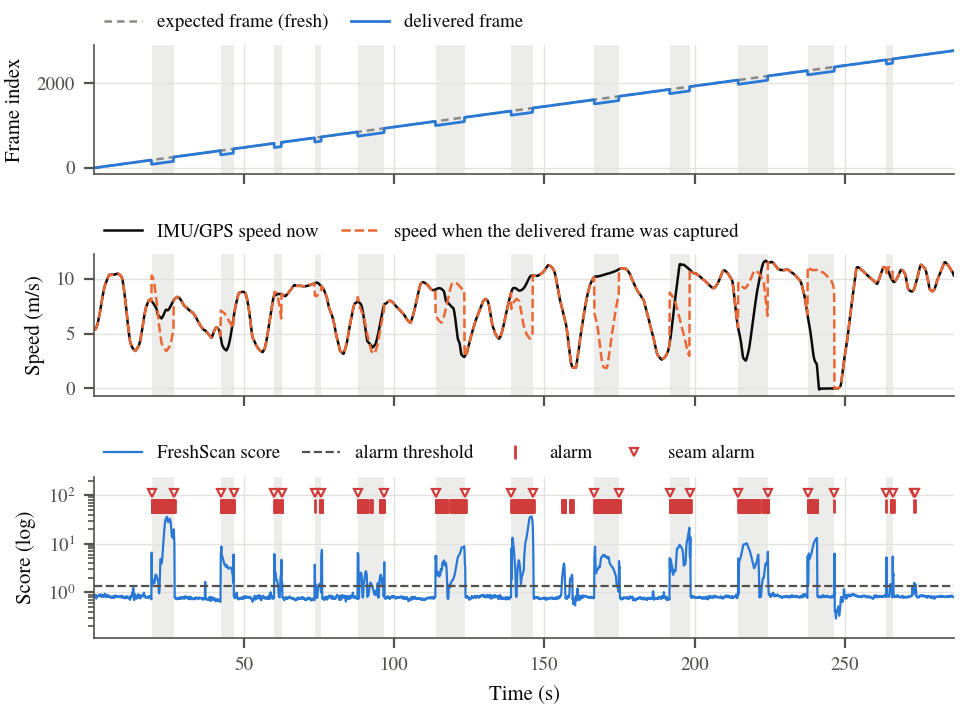 expected frame (fresh) delivered frame
Frame index
2000
0
IMU/GPS speed now speed when the delivered frame was captured
Speed (m/s)
10
5
0
FreshScan score alarm threshold alarm seam alarm
Score (log)
10²
10¹
10⁰
50 100 150 200 250
Time (s)